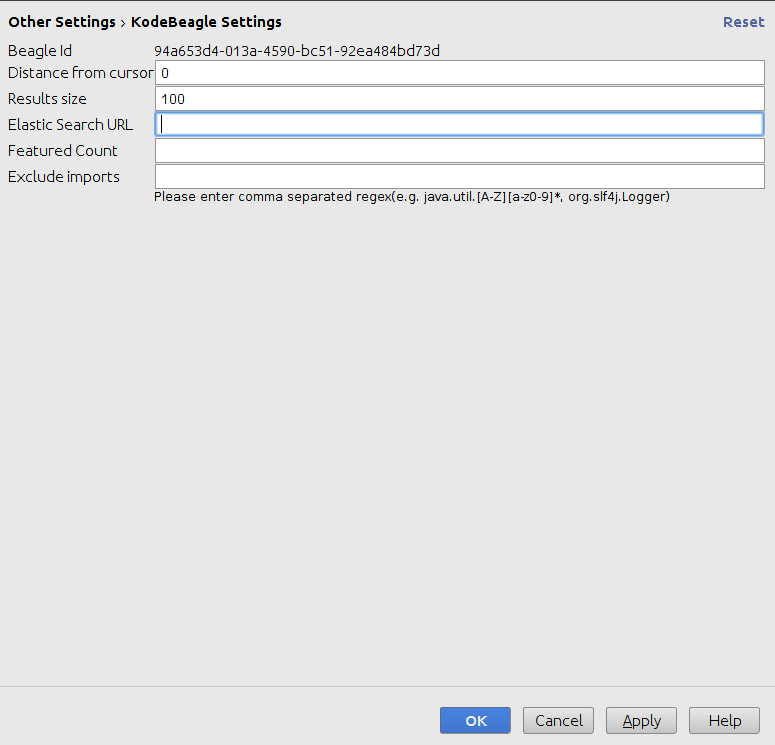 Other Settings › KodeBeagle Settings Reset
Beagle Id 94a653d4-013a-4590-bc51-92ea484bd73d
Distance from cursor 0
Results size 100
Elastic Search URL
Featured Count
Exclude imports
Please enter comma separated regex(e.g. java.util.[A-Z][a-z0-9]*, org.slf4j.Logger)
OK Cancel Apply Help